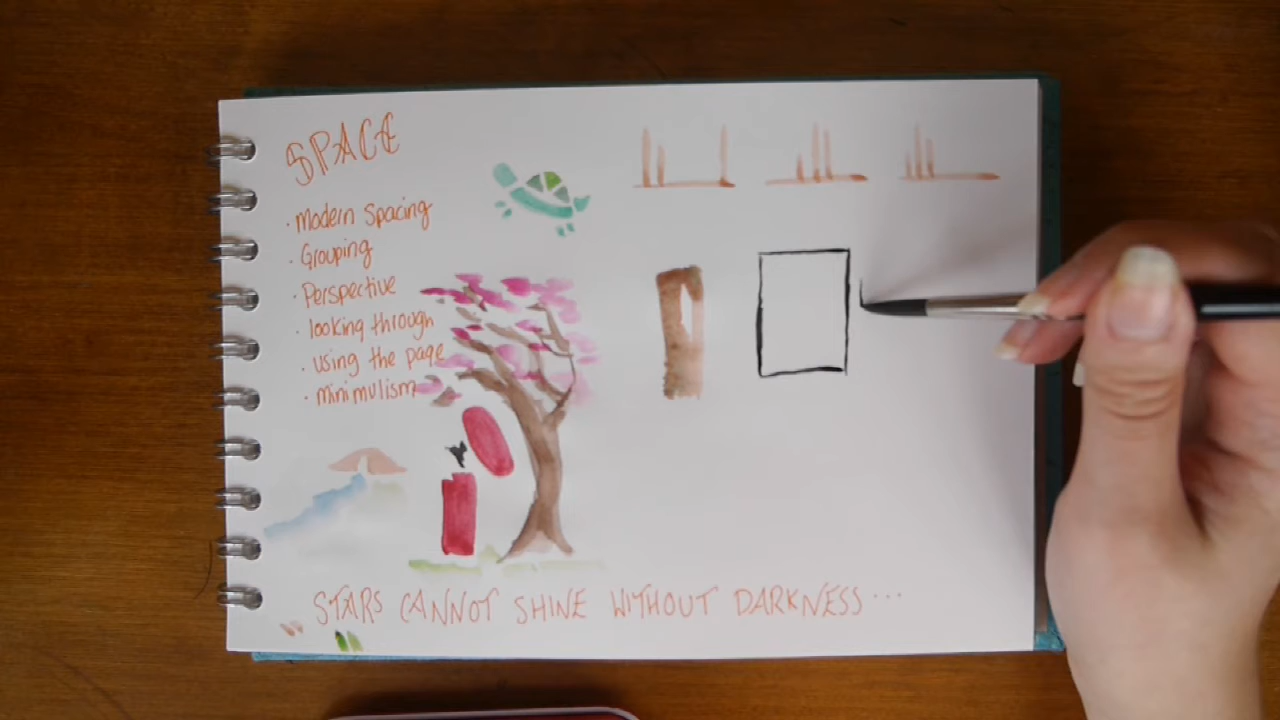 SPACE
· Modern Spacing
· Grouping
· Perspective
· looking through
· using the page
· minimulism
STARS CANNOT SHINE WITHOUT DARKNESS...